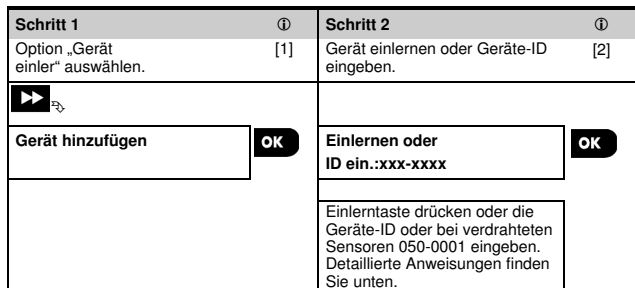 Schritt 1 ⓘ Schritt 2 ⓘ
Option „Gerät
einler“ auswählen. [1]
Gerät einlernen oder Geräte-ID
eingeben. [2]
Gerät hinzufügen OK
Einlernen oder
ID ein.:xxx-xxxx OK
Einlerntaste drücken oder die
Geräte-ID oder bei verdrahteten
Sensoren 050-0001 eingeben.
Detaillierte Anweisungen finden
Sie unten.